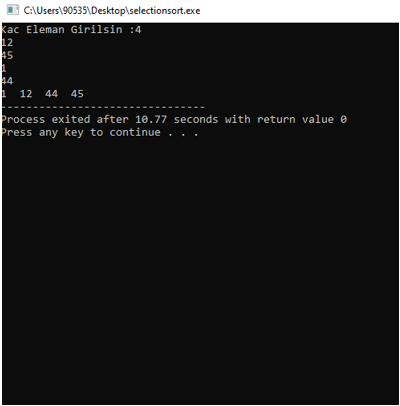 C:\Users\90535\Desktop\selectionsort.exe
Kac Eleman Girilsin :4
12
45
1
44
1  12  44  45
--------------------------------
Process exited after 10.77 seconds with return value 0
Press any key to continue . . .